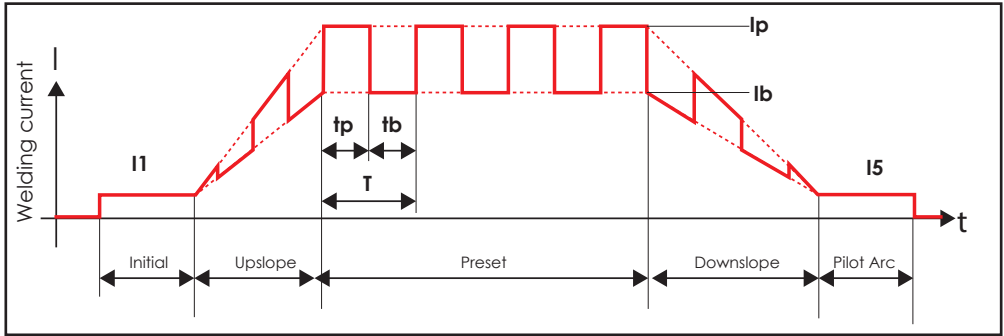 Welding current
I
Ip
Ib
tp
tb
I1
T
I5
t
Initial
Upslope
Preset
Downslope
Pilot Arc